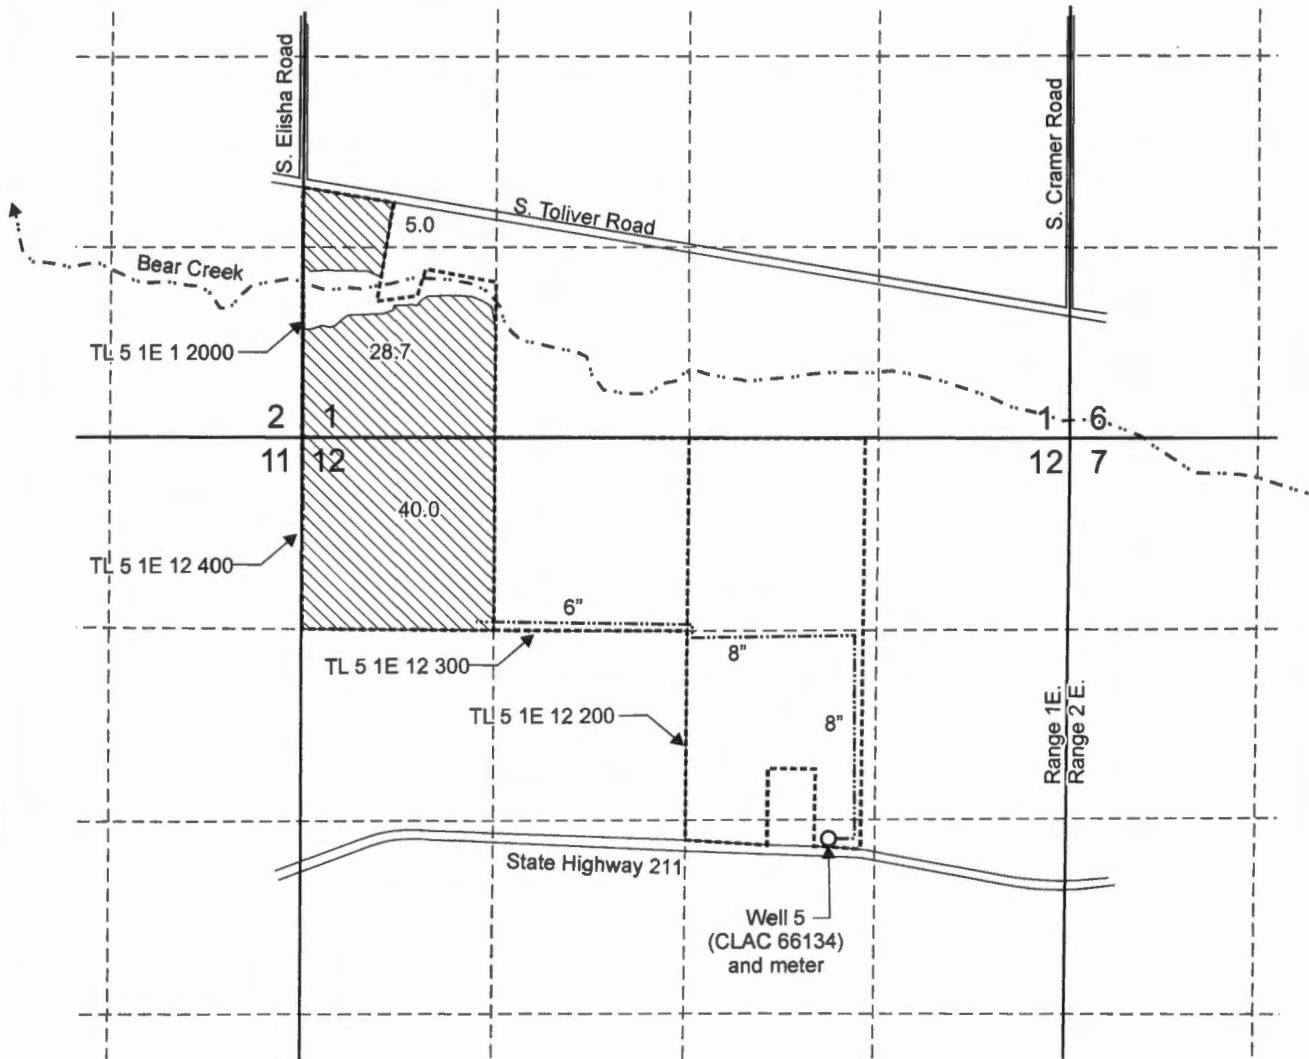 S. Elisha Road
S. Cramer Road
S. Toliver Road
5.0
Bear Creek
TL 5 1E 1 2000
28.7
2 1
1 6
11 12
12 7
40.0
TL 5 1E 12 400
6"
TL 5 1E 12 300
8"
TL 5 1E 12 200
8"
Range 1E.
Range 2 E.
State Highway 211
Well 5
(CLAC 66134)
and meter